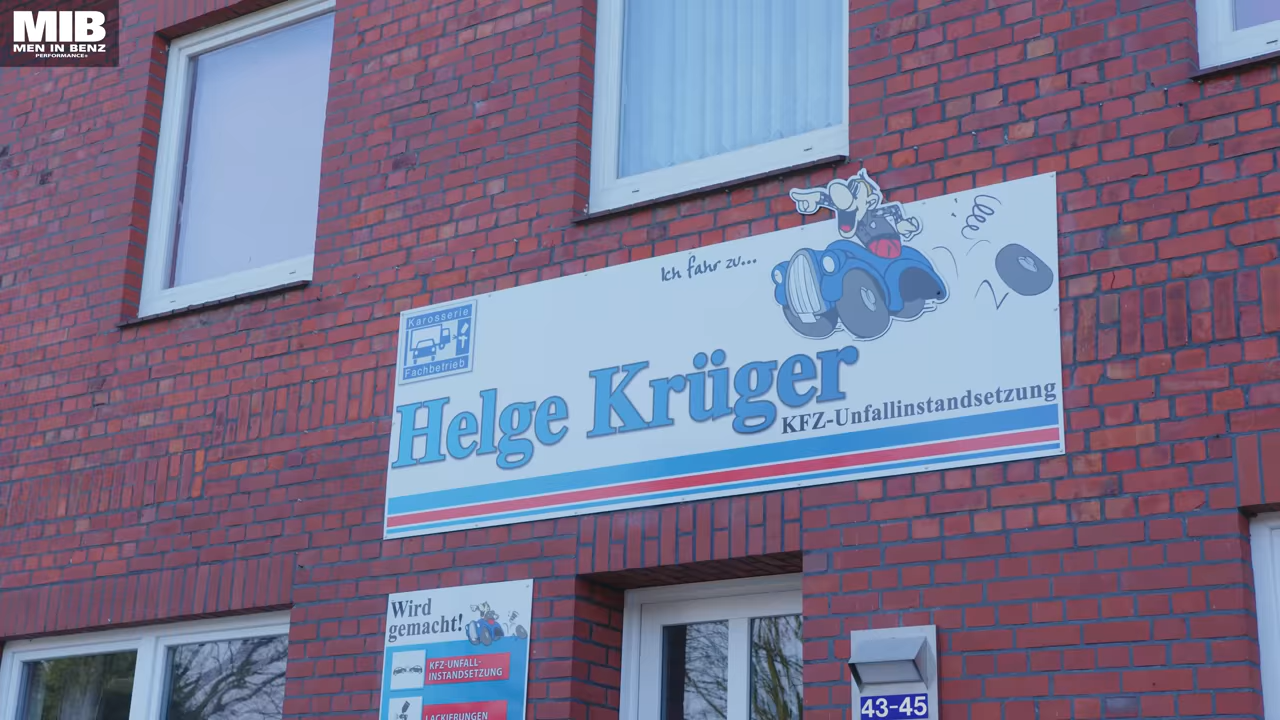 MIB
MEN IN BENZ
PERFORMANCE
Ich fahr zu...
Karosserie
Fachbetrieb
Helge Krüger
KFZ-Unfallinstandsetzung
Wird
gemacht!
KFZ-UNFALL-
INSTANDSETZUNG
LACKIERUNGEN
43-45